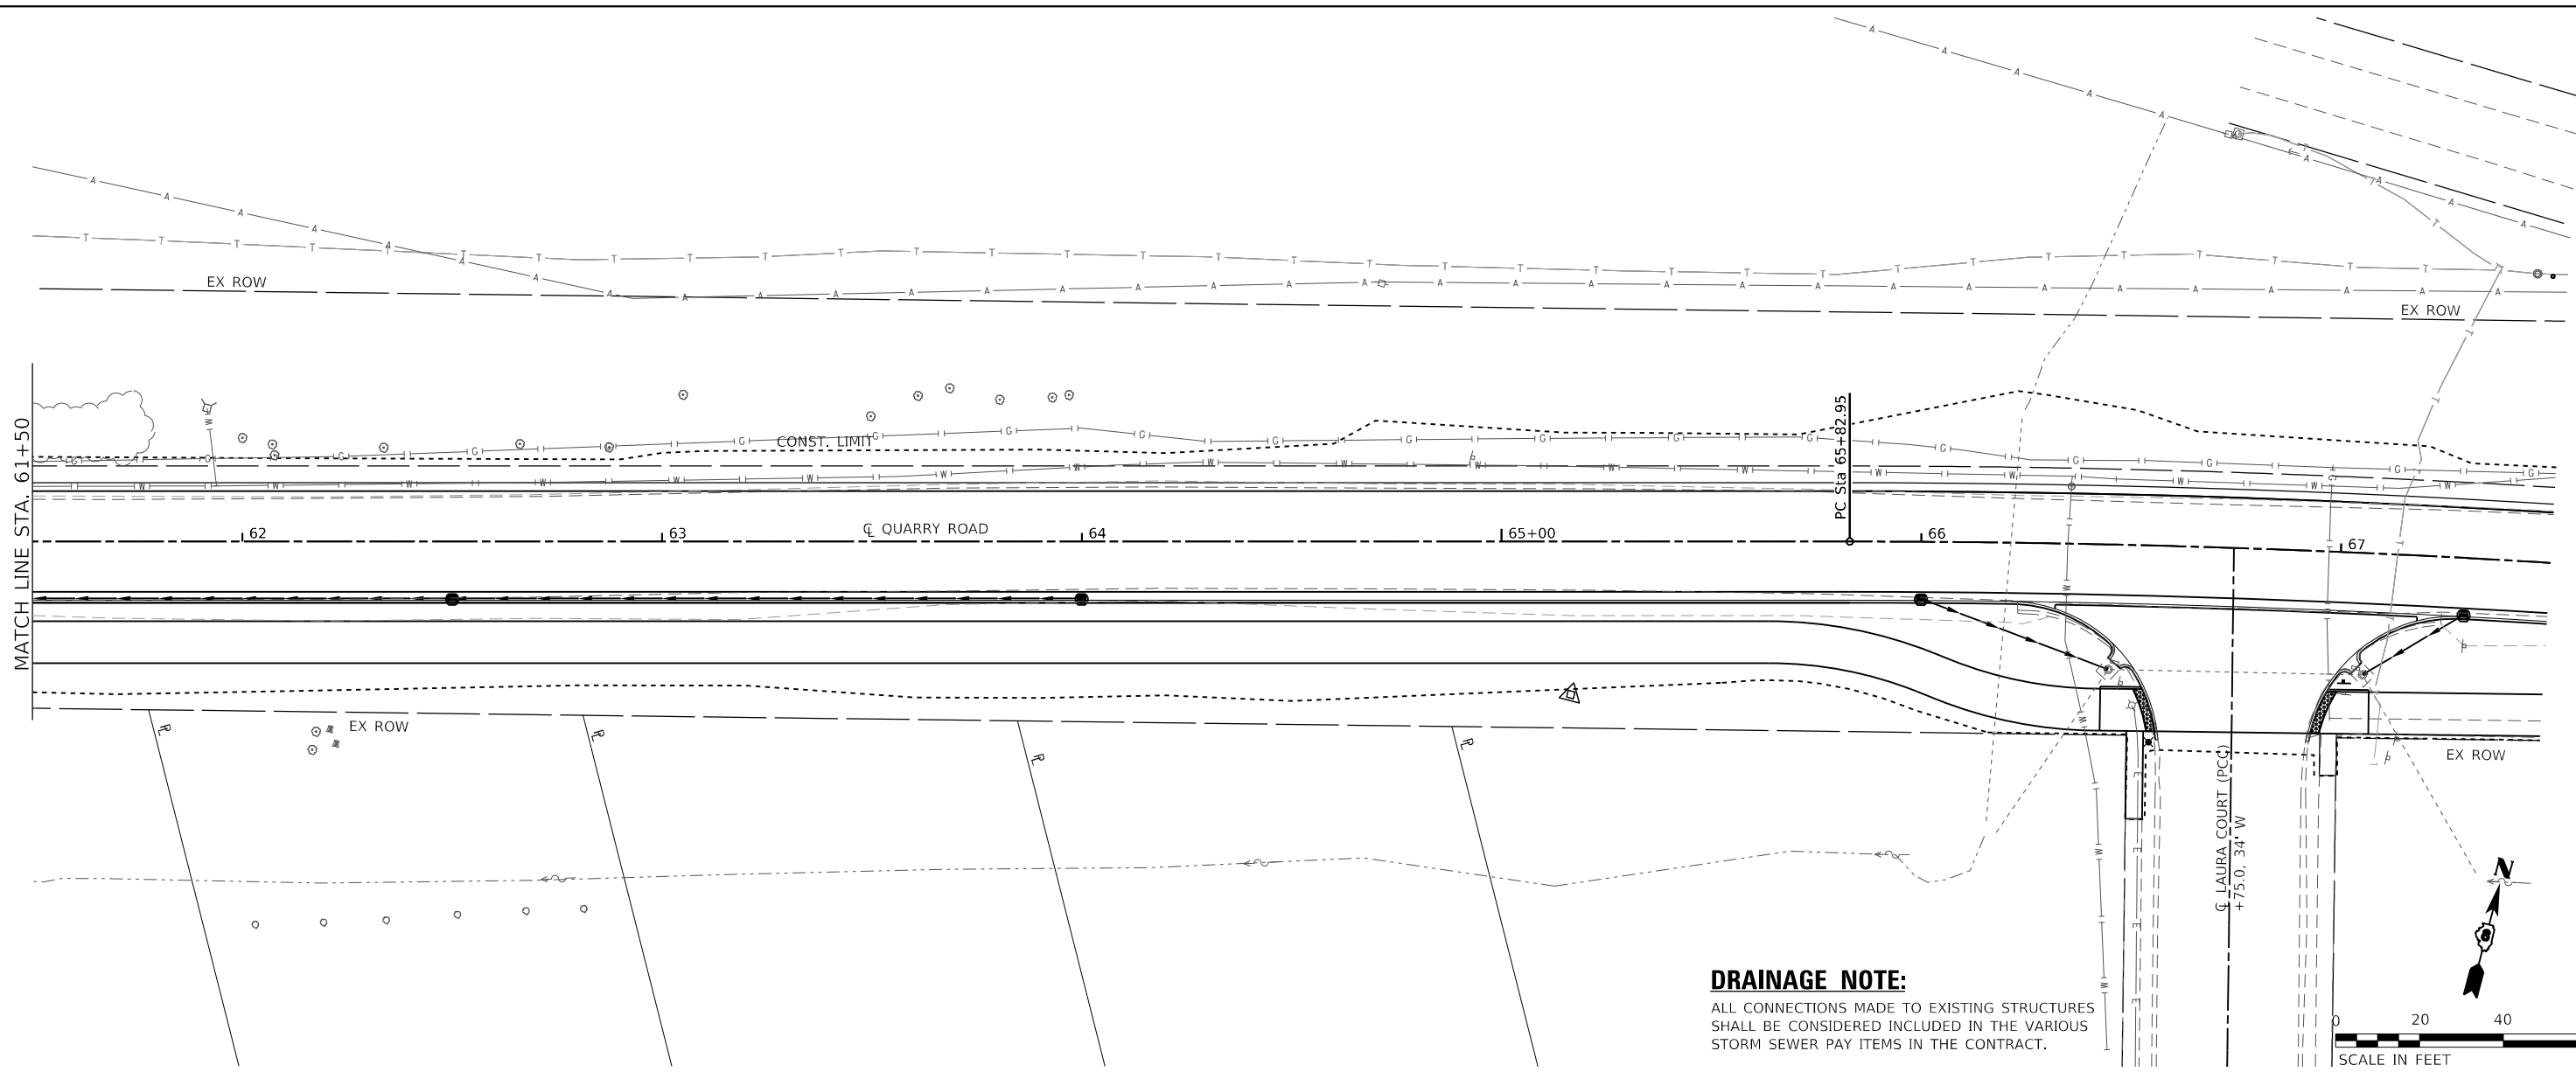 EX ROW
EX ROW
MATCH LINE STA. 61+50
CONST. LIMIT
PC Sta 65+82.95
℄ QUARRY ROAD
62
63
64
65+00
66
67
EX ROW
EX ROW
℄ LAURA COURT (PCC)
+75.0, 34' W
N
8
DRAINAGE NOTE:
ALL CONNECTIONS MADE TO EXISTING STRUCTURES
SHALL BE CONSIDERED INCLUDED IN THE VARIOUS
STORM SEWER PAY ITEMS IN THE CONTRACT.
0 20 40
SCALE IN FEET